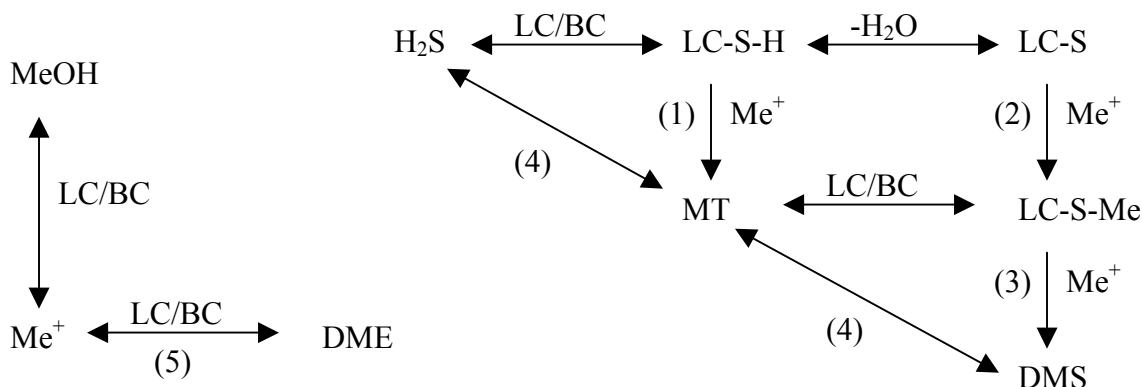 H₂S LC/BC LC-S-H -H₂O LC-S
MeOH
(1) Me⁺ (2) Me⁺
(4)
LC/BC
LC/BC
MT LC-S-Me
(3) Me⁺
LC/BC
(4)
Me⁺ DME
(5)
DMS